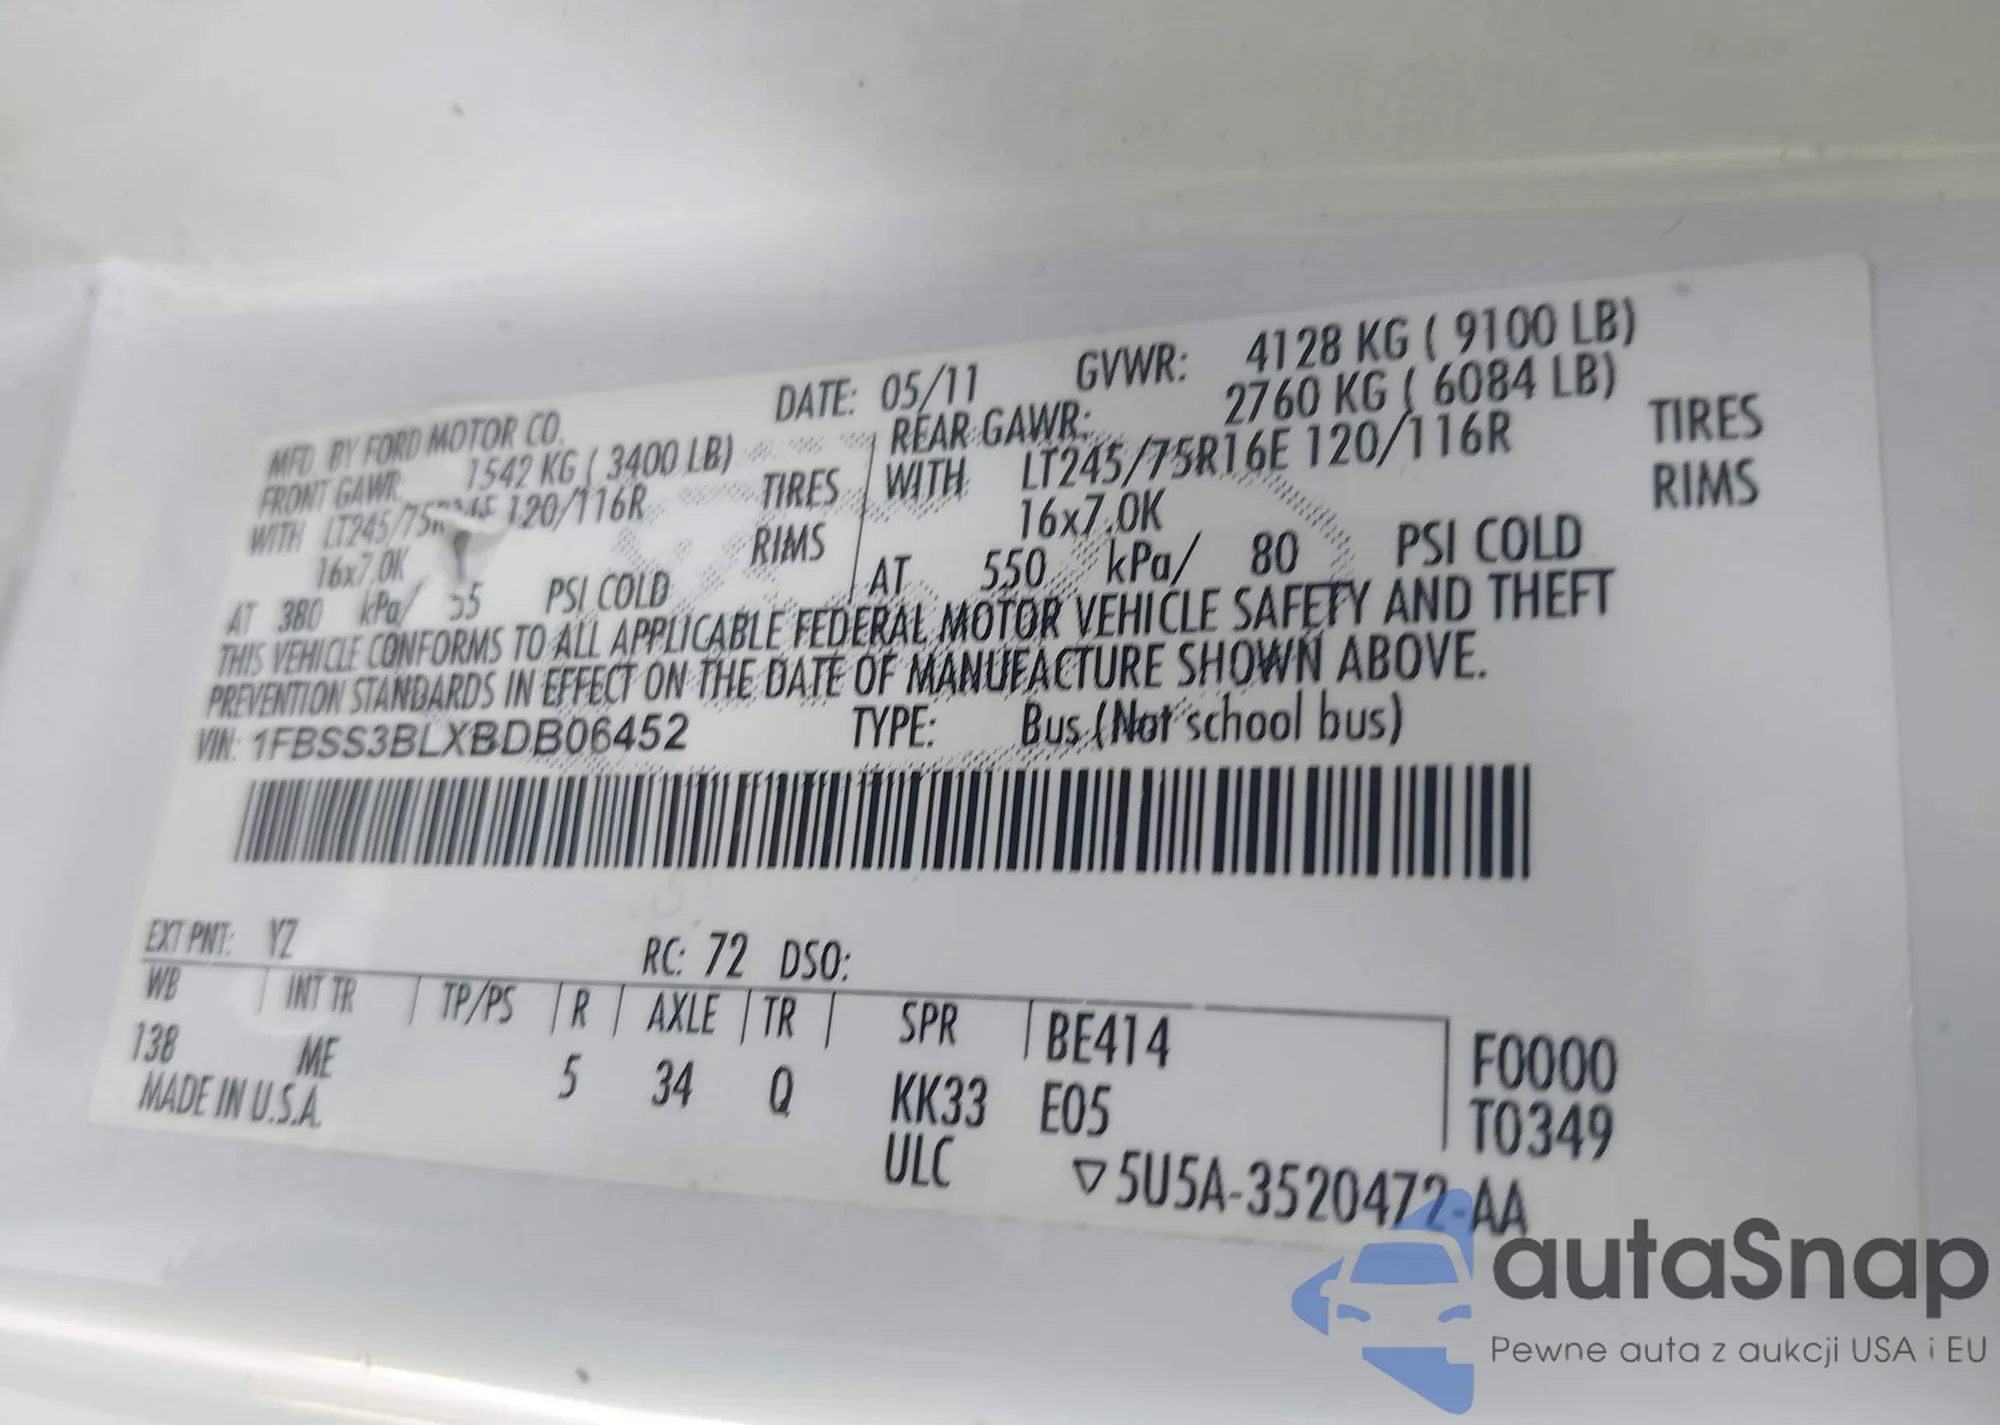 MFD. BY FORD MOTOR CO. DATE: 05/11 GVWR: 4128 KG ( 9100 LB)
FRONT GAWR: 1542 KG ( 3400 LB) REAR GAWR: 2760 KG ( 6084 LB)
WITH 120/116R TIRES WITH LT245/75R16E 120/116R TIRES
16x7.0K RIMS 16x7.0K RIMS
AT 380 kPa/ PSI COLD AT 550 kPa/ 80 PSI COLD
THIS VEHICLE CONFORMS TO ALL APPLICABLE FEDERAL MOTOR VEHICLE SAFETY AND THEFT
PREVENTION STANDARDS IN EFFECT ON THE DATE OF MANUFACTURE SHOWN ABOVE.
VIN: 1FBSS3BLXBDB06452 TYPE: Bus (Not school bus)
EXT PNT: YZ RC: 72 DSO:
WB INT TR TP/PS R AXLE TR SPR BE414 F0000
138 ME 5 34 Q KK33 E05 T0349
MADE IN U.S.A. ULC ▽5U5A-3520472-AA
autaSnap
Pewne auta z aukcji USA i EU